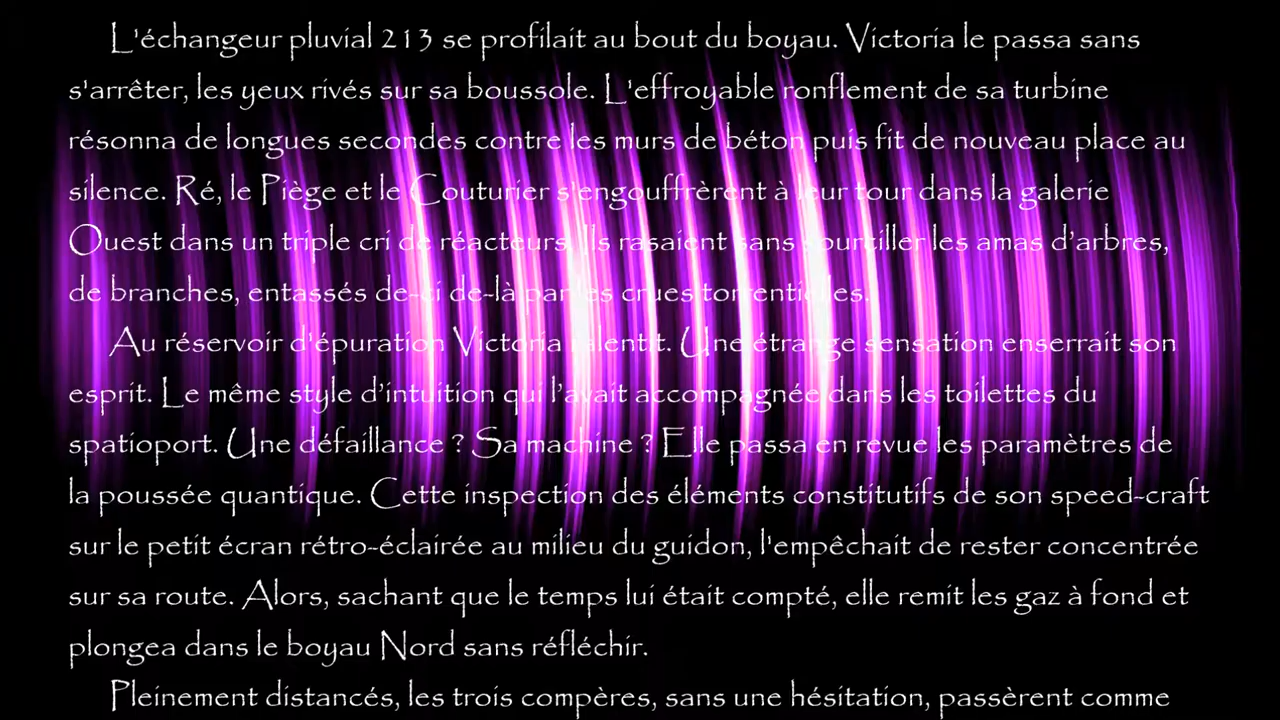 L'échangeur pluvial 213 se profilait au bout du boyau. Victoria le passa sans
s'arrêter, les yeux rivés sur sa boussole. L'effroyable ronflement de sa turbine
résonna de longues secondes contre les murs de béton puis fit de nouveau place au
silence. Ré, le Piège et le Couturier s'engouffrèrent à leur tour dans la galerie
Ouest dans un triple cri de réacteurs. Ils rasaient sans sourciller les amas d’arbres,
de branches, entassés de-ci de-là par les crues torrentielles.
Au réservoir d'épuration Victoria ralentit. Une étrange sensation enserrait son
esprit. Le même style d’intuition qui l’avait accompagnée dans les toilettes du
spatioport. Une défaillance ? Sa machine ? Elle passa en revue les paramètres de
la poussée quantique. Cette inspection des éléments constitutifs de son speed-craft
sur le petit écran rétro-éclairée au milieu du guidon, l'empêchait de rester concentrée
sur sa route. Alors, sachant que le temps lui était compté, elle remit les gaz à fond et
plongea dans le boyau Nord sans réfléchir.
Pleinement distancés, les trois compères, sans une hésitation, passèrent comme